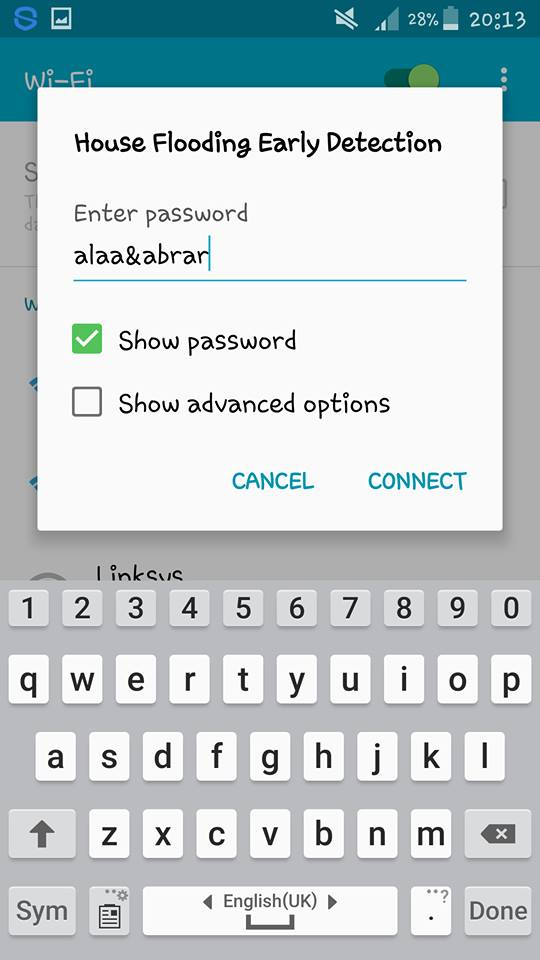 28% 20:13
Wi-Fi
House Flooding Early Detection
Enter password
alaa&abrar
Show password
Show advanced options
CANCEL CONNECT
Linksys
1 2 3 4 5 6 7 8 9 0
q w e r t y u i o p
a s d f g h j k l
z x c v b n m
Sym English(UK) . ? Done